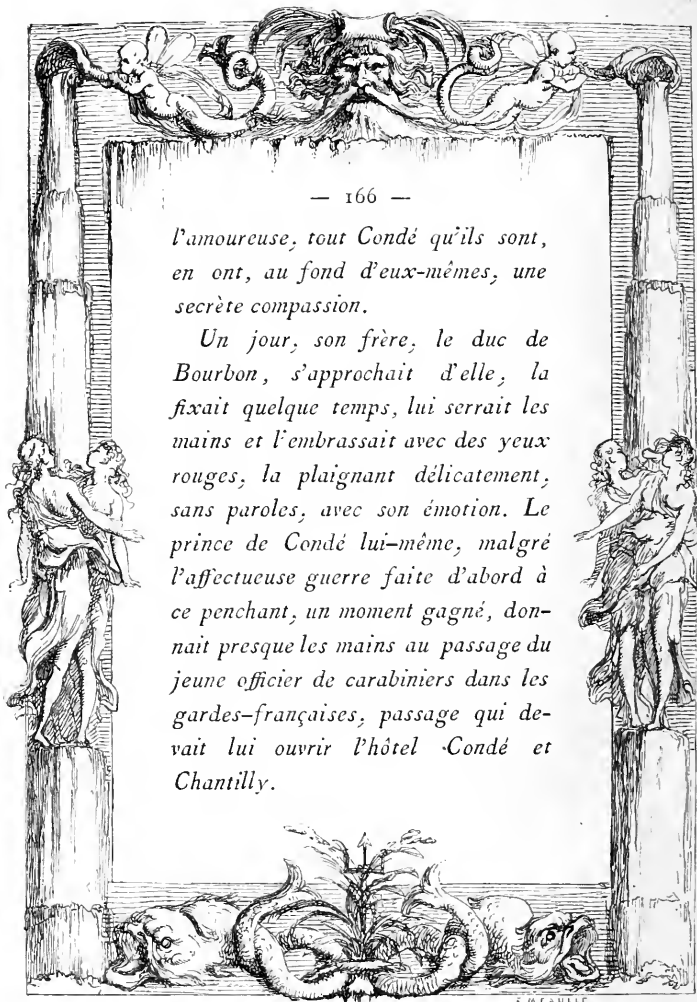 — 166 —
l'amoureuse, tout Condé qu'ils sont,
en ont, au fond d'eux-mêmes, une
secrète compassion.
Un jour, son frère, le duc de
Bourbon, s'approchait d'elle, la
fixait quelque temps, lui serrait les
mains et l'embrassait avec des yeux
rouges, la plaignant délicatement,
sans paroles, avec son émotion. Le
prince de Condé lui-même, malgré
l'affectueuse guerre faite d'abord à
ce penchant, un moment gagné, don-
nait presque les mains au passage du
jeune officier de carabiniers dans les
gardes-françaises, passage qui de-
vait lui ouvrir l'hôtel Condé et
Chantilly.